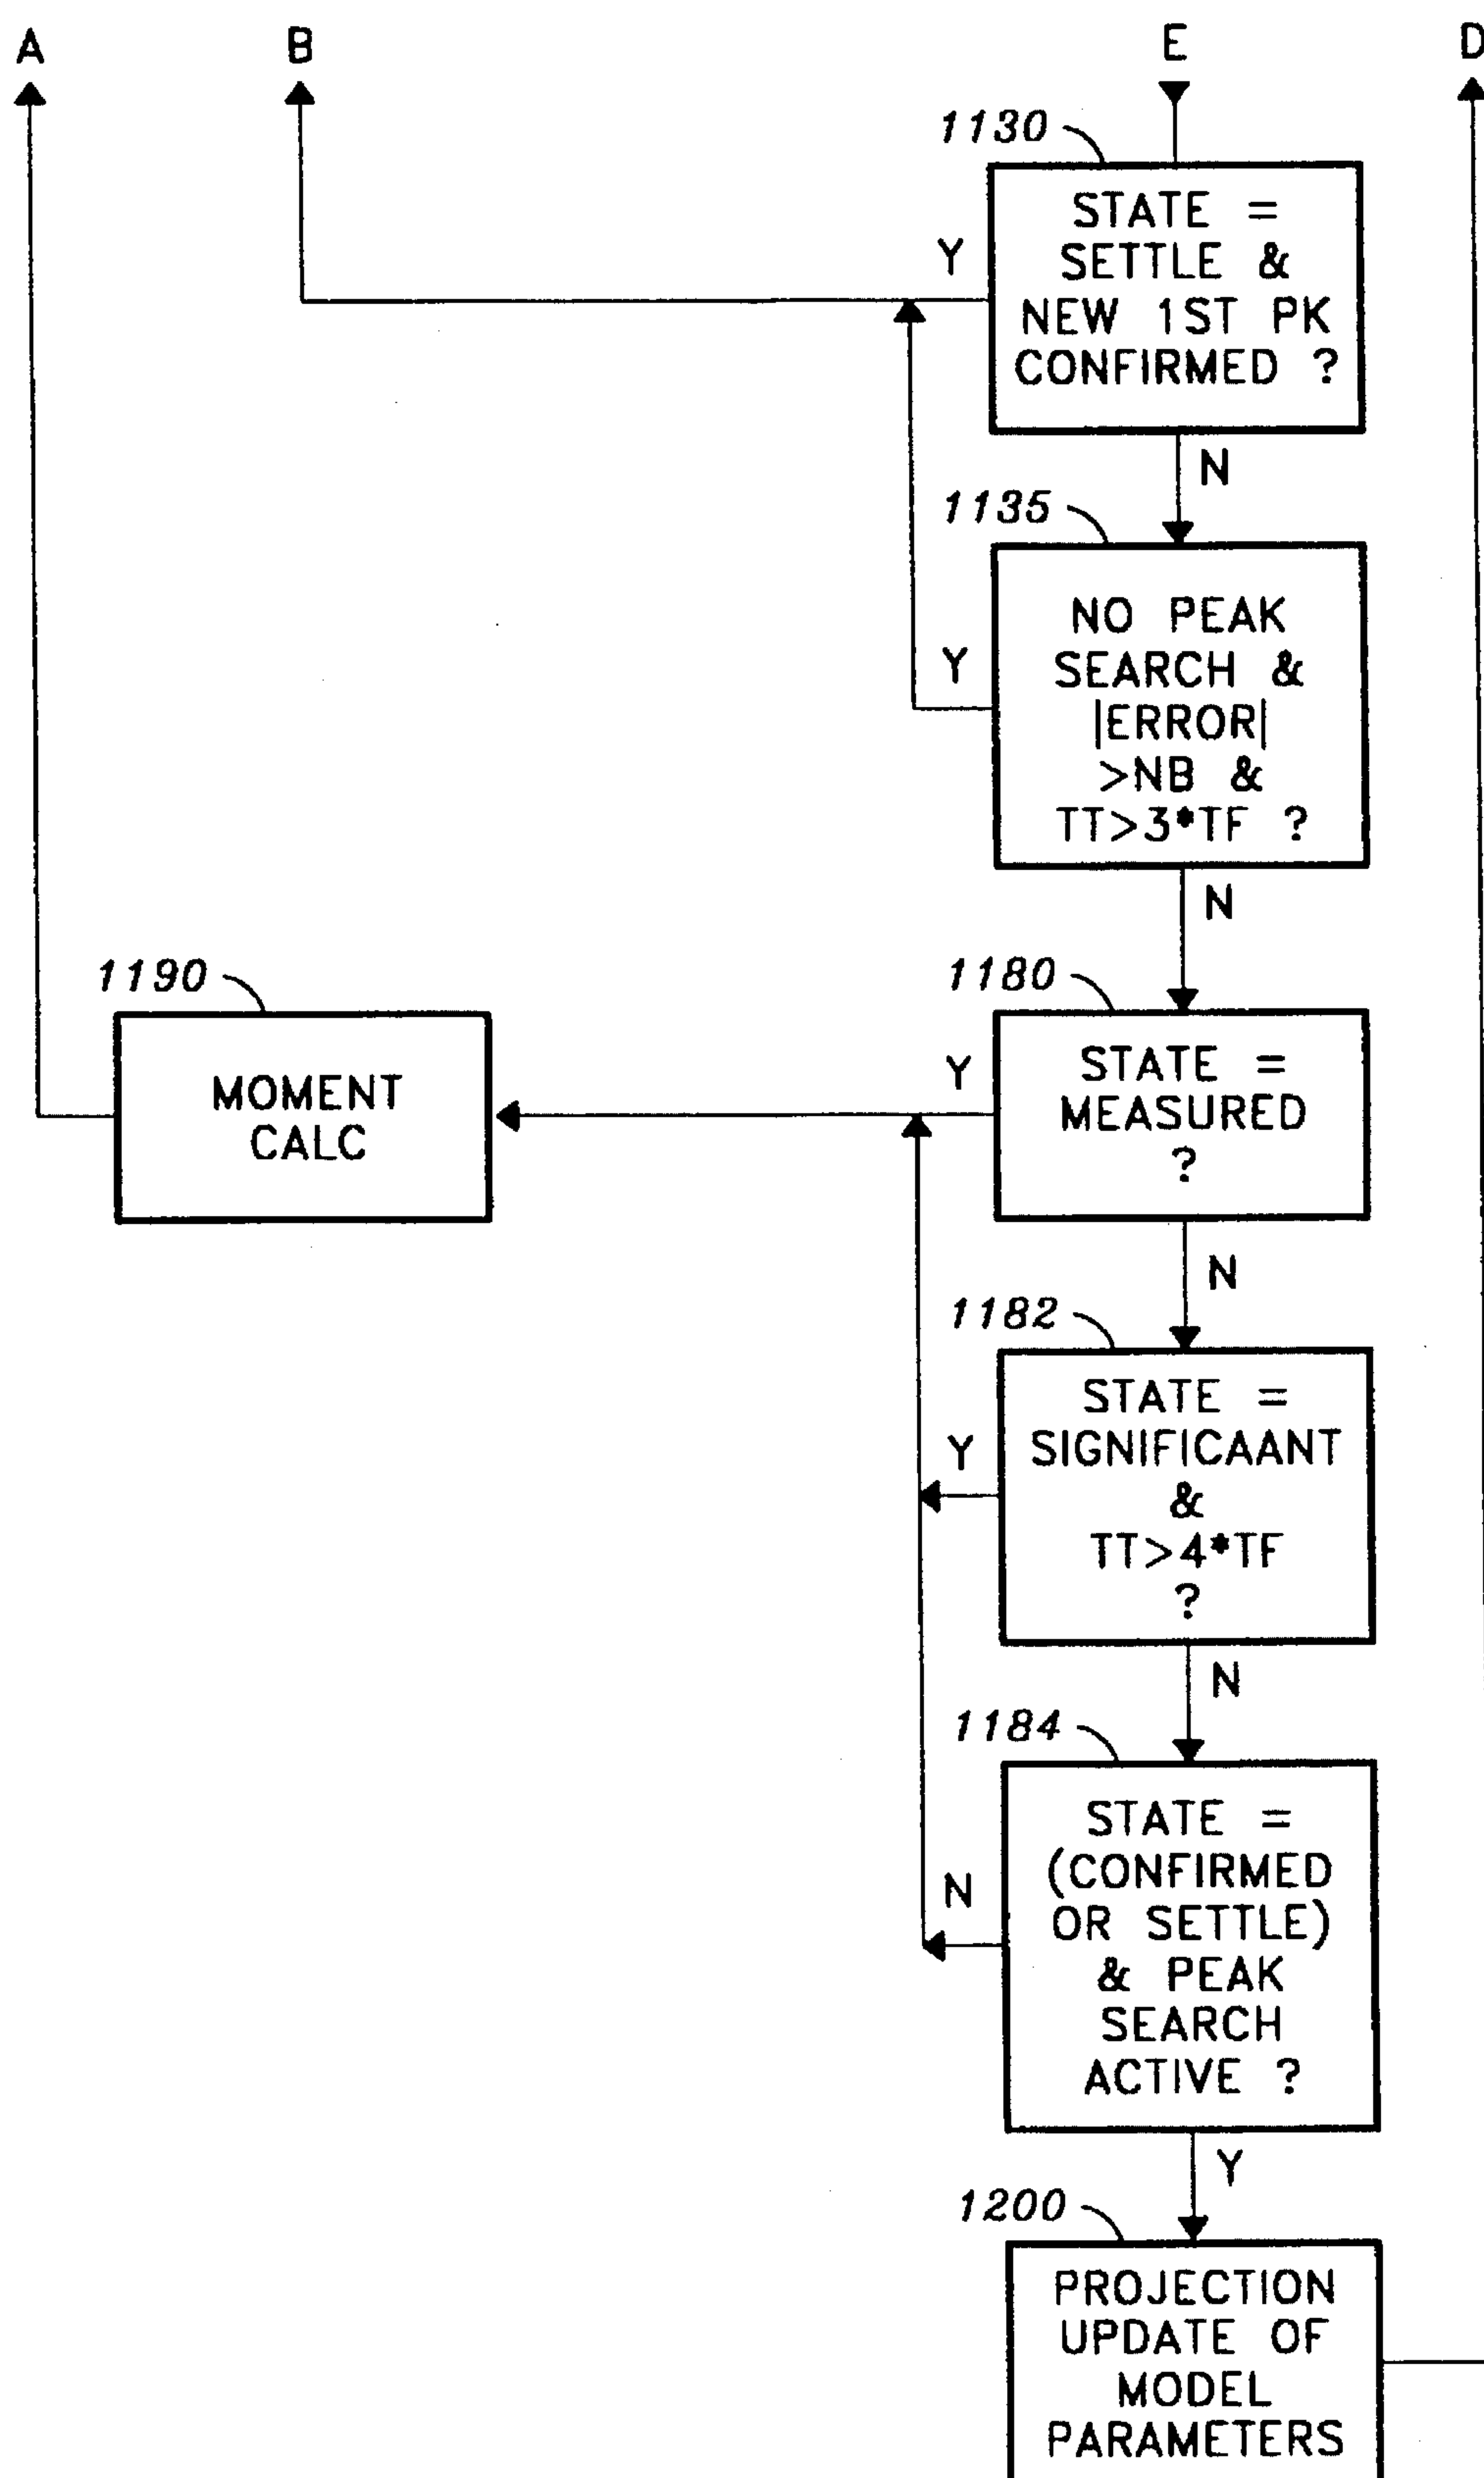 A
B
E
D
1130
STATE =
SETTLE &
NEW 1ST PK
CONFIRMED ?
Y
N
1135
NO PEAK
SEARCH &
|ERROR|
>NB &
TT>3*TF ?
Y
N
1190
MOMENT
CALC
1180
STATE =
MEASURED
?
Y
N
1182
STATE =
SIGNIFICAANT
&
TT>4*TF
?
Y
N
1184
STATE =
(CONFIRMED
OR SETTLE)
& PEAK
SEARCH
ACTIVE ?
N
Y
1200
PROJECTION
UPDATE OF
MODEL
PARAMETERS